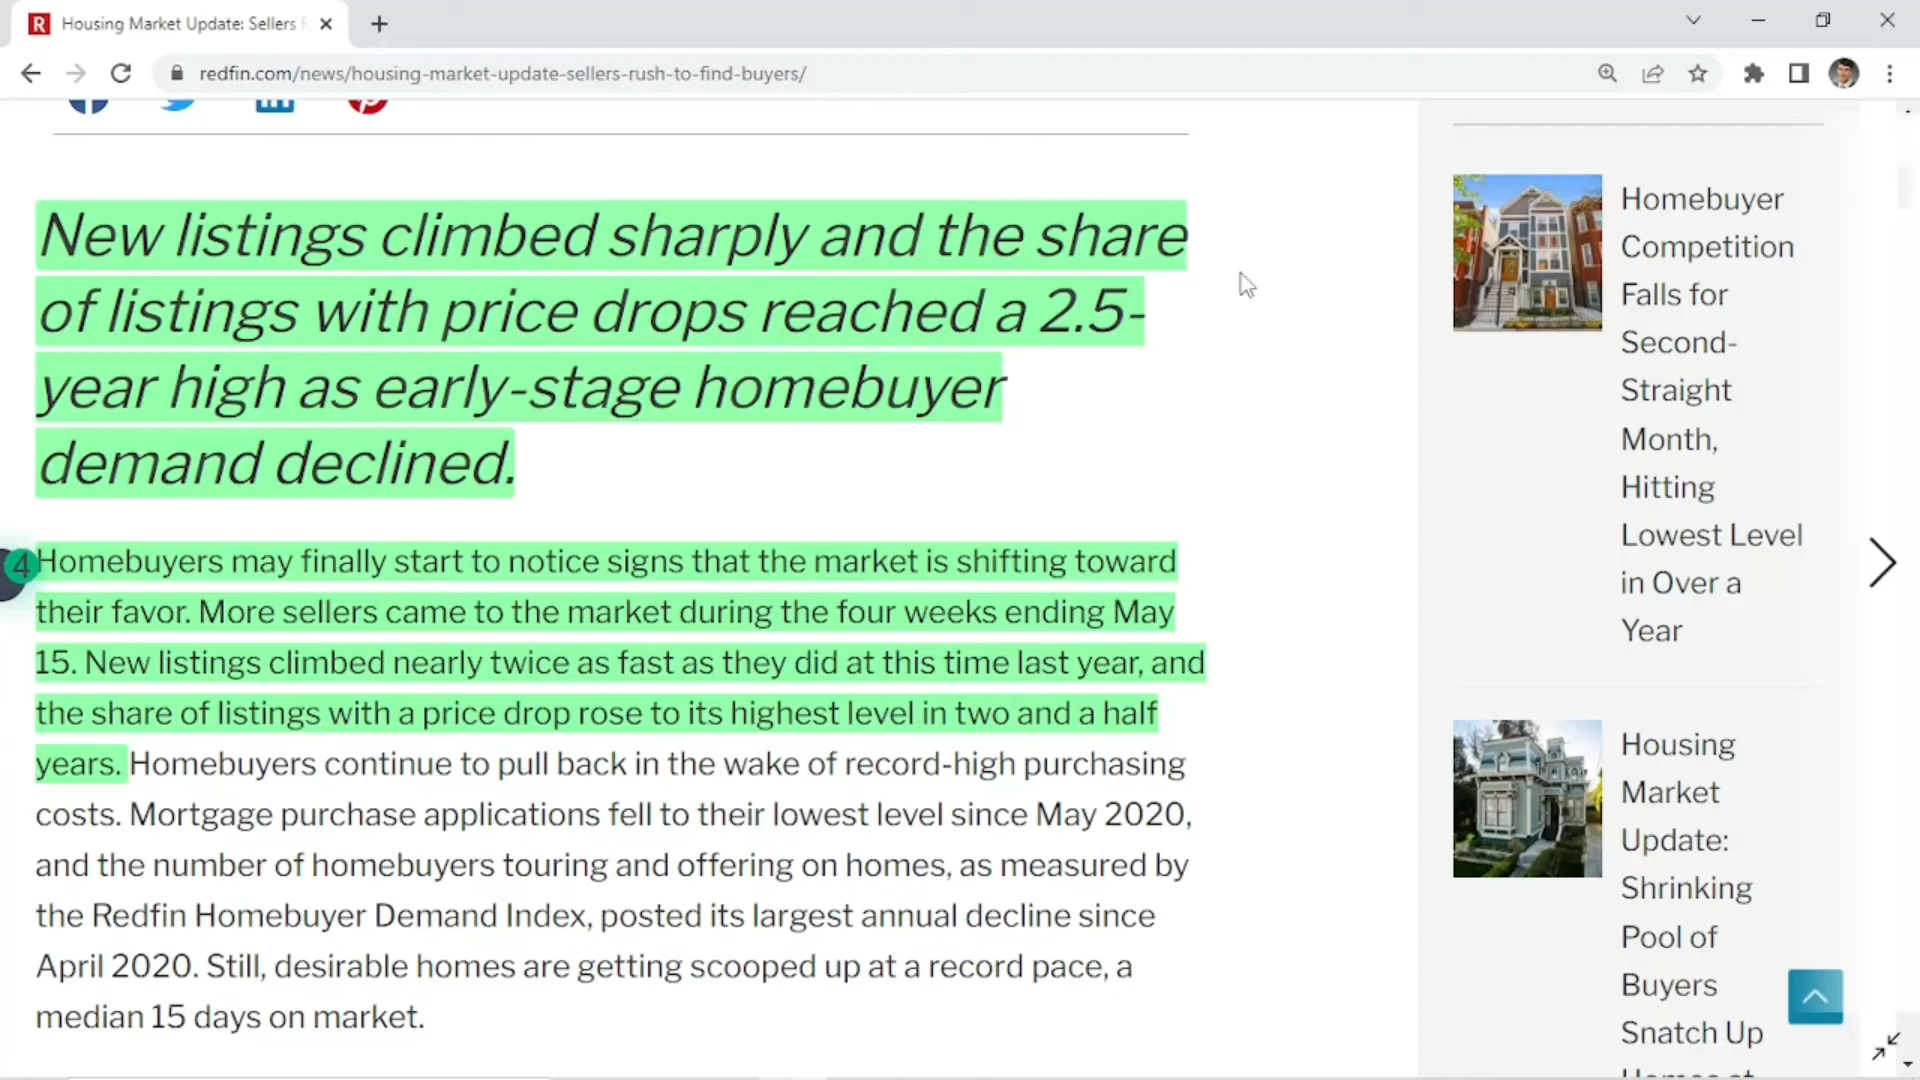 R Housing Market Update: Sellers
redfin.com/news/housing-market-update-sellers-rush-to-find-buyers/
New listings climbed sharply and the share
of listings with price drops reached a 2.5-
year high as early-stage homebuyer
demand declined.
4
Homebuyers may finally start to notice signs that the market is shifting toward
their favor. More sellers came to the market during the four weeks ending May
15. New listings climbed nearly twice as fast as they did at this time last year, and
the share of listings with a price drop rose to its highest level in two and a half
years. Homebuyers continue to pull back in the wake of record-high purchasing
costs. Mortgage purchase applications fell to their lowest level since May 2020,
and the number of homebuyers touring and offering on homes, as measured by
the Redfin Homebuyer Demand Index, posted its largest annual decline since
April 2020. Still, desirable homes are getting scooped up at a record pace, a
median 15 days on market.
Homebuyer
Competition
Falls for
Second-
Straight
Month,
Hitting
Lowest Level
in Over a
Year
Housing
Market
Update:
Shrinking
Pool of
Buyers
Snatch Up